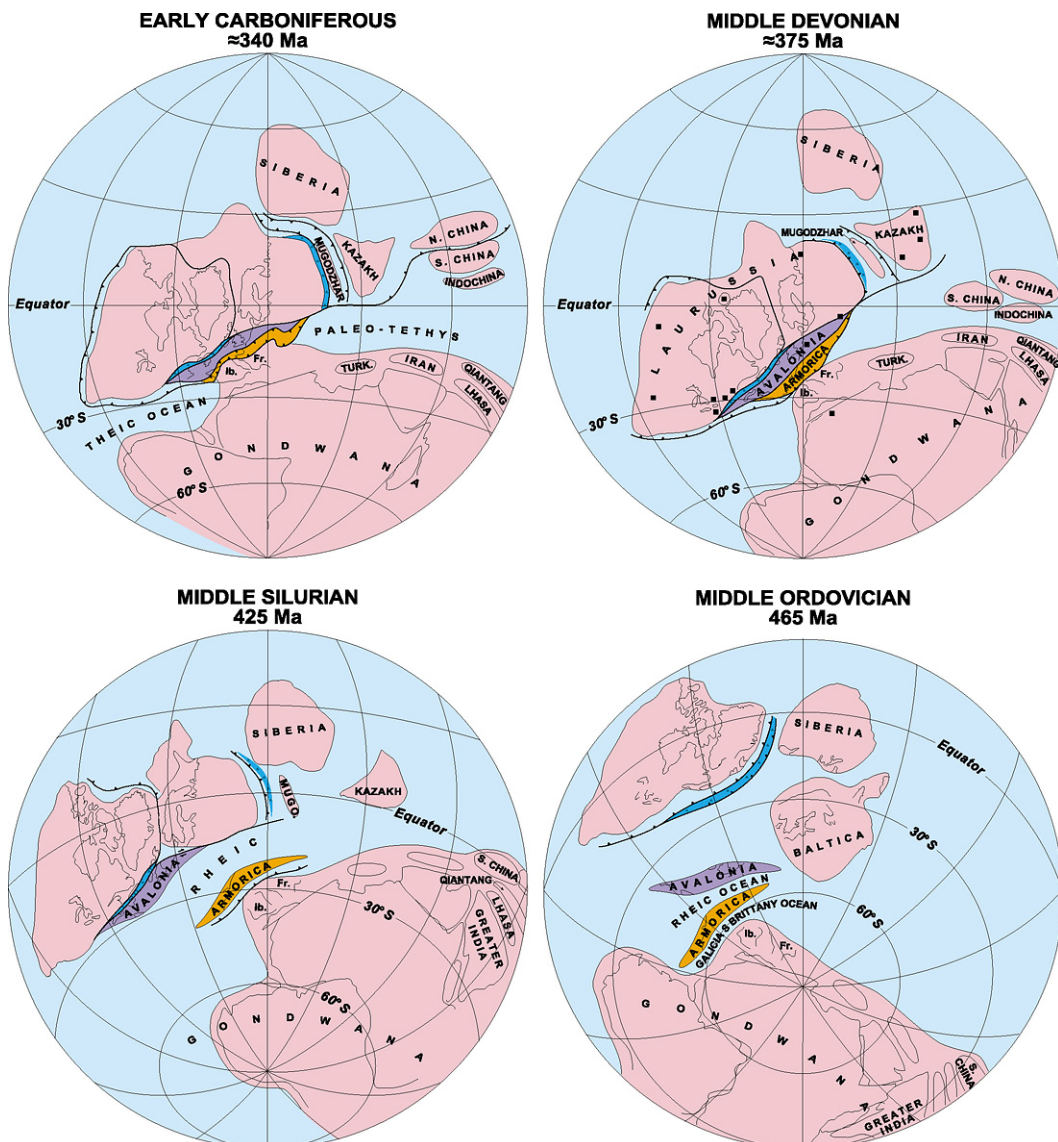 EARLY CARBONIFEROUS
≈340 Ma
SIBERIA
MUGODZHAR
KAZAKH
N. CHINA
S. CHINA
INDOCHINA
Equator
PALEO-TETHYS
Fr.
Ib.
TURK.
IRAN
QIANTANG
LHASA
30° S
THEIC OCEAN
GONDWANA
60° S
MIDDLE DEVONIAN
≈375 Ma
SIBERIA
MUGODZHAR
KAZAKH
LAURUSSIA
N. CHINA
S. CHINA
INDOCHINA
Equator
AVALONIA
ARMORICA
Fr.
Ib.
TURK.
IRAN
QIANTANG
LHASA
30° S
GONDWANA
60° S
MIDDLE SILURIAN
425 Ma
SIBERIA
MUGO
KAZAKH
Equator
RHEIC
AVALONIA
ARMORICA
Fr.
Ib.
S. CHINA
QIANTANG
LHASA
GREATER
INDIA
30° S
60° S
GONDWANA
MIDDLE ORDOVICIAN
465 Ma
SIBERIA
Equator
BALTICA
30° S
AVALONIA
RHEIC OCEAN
ARMORICA
GALICIA-S BRITTANY OCEAN
60° S
Ib.
Fr.
GONDWANA
S.
CHINA
GREATER
INDIA